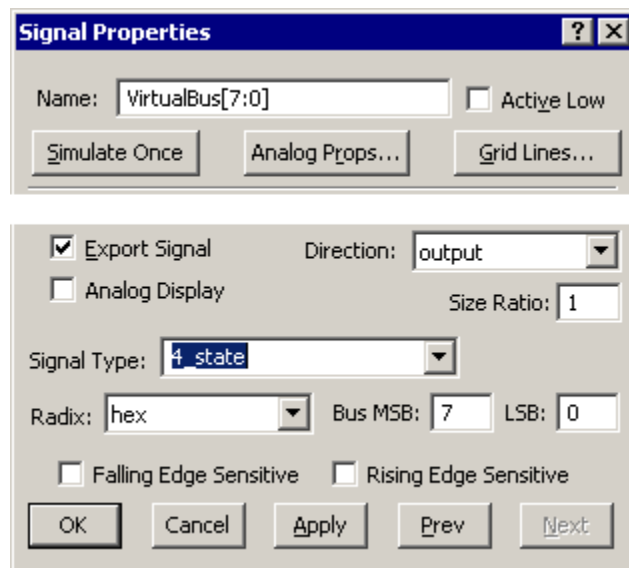 Signal Properties ? X
Name: VirtualBus[7:0] Active Low
Simulate Once Analog Props... Grid Lines...
Export Signal Direction: output
Analog Display Size Ratio: 1
Signal Type: 4_state
Radix: hex Bus MSB: 7 LSB: 0
Falling Edge Sensitive Rising Edge Sensitive
OK Cancel Apply Prev Next